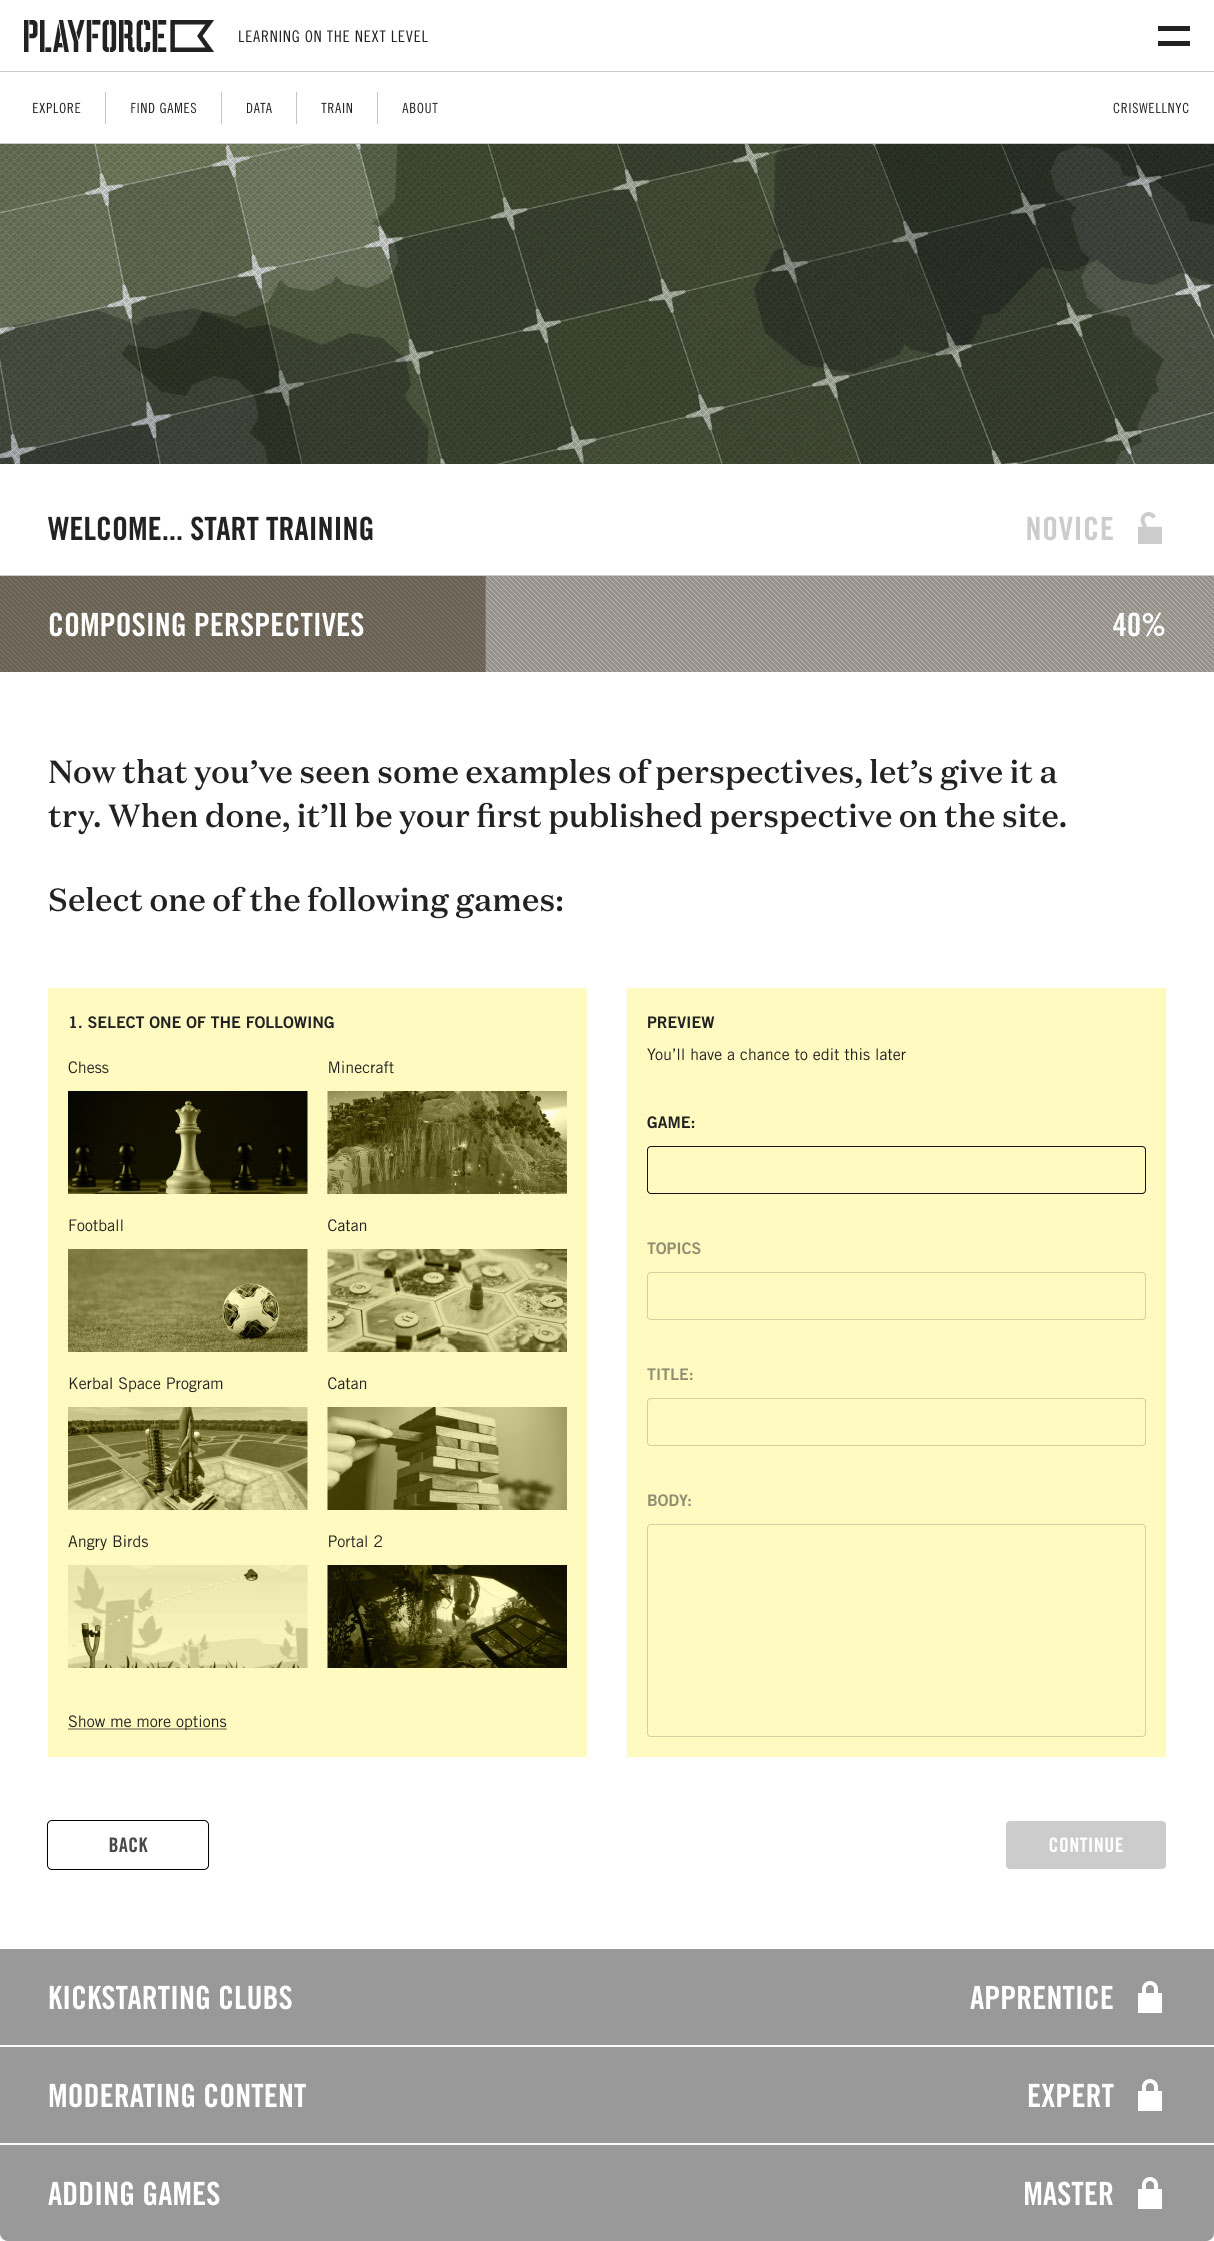 PLAYFORCE
LEARNING ON THE NEXT LEVEL
EXPLORE
FIND GAMES
DATA
TRAIN
ABOUT
CRISWELLNYC
WELCOME... START TRAINING
NOVICE
COMPOSING PERSPECTIVES
40%
Now that you’ve seen some examples of perspectives, let’s give it a
try. When done, it’ll be your first published perspective on the site.
Select one of the following games:
1. SELECT ONE OF THE FOLLOWING
Chess
Minecraft
Football
Catan
Kerbal Space Program
Catan
Angry Birds
Portal 2
Show me more options
PREVIEW
You’ll have a chance to edit this later
GAME:
TOPICS
TITLE:
BODY:
BACK
CONTINUE
KICKSTARTING CLUBS
APPRENTICE
MODERATING CONTENT
EXPERT
ADDING GAMES
MASTER